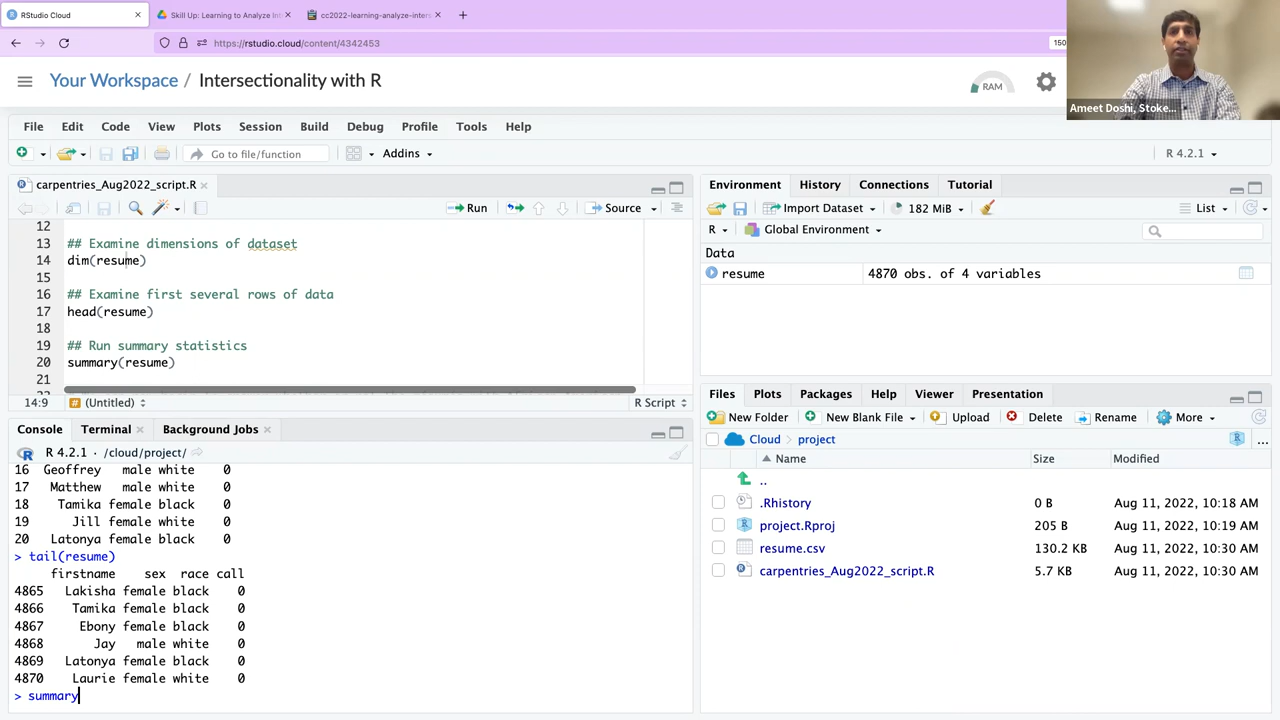 RStudio Cloud
Skill Up: Learning to Analyze Int
cc2022-learning-analyze-inters
https://rstudio.cloud/content/4342453
150
Ameet Doshi, Stoke...
Your Workspace / Intersectionality with R
RAM
File Edit Code View Plots Session Build Debug Profile Tools Help
Go to file/function
Addins
R 4.2.1
carpentries_Aug2022_script.R
Run
Source
12
13 ## Examine dimensions of dataset
14 dim(resume)
15
16 ## Examine first several rows of data
17 head(resume)
18
19 ## Run summary statistics
20 summary(resume)
21
14:9 # (Untitled) R Script
Console Terminal Background Jobs
R 4.2.1 · /cloud/project/
16 Geoffrey male white 0
17 Matthew male white 0
18 Tamika female black 0
19 Jill female white 0
20 Latonya female black 0
> tail(resume)
firstname sex race call
4865 Lakisha female black 0
4866 Tamika female black 0
4867 Ebony female black 0
4868 Jay male white 0
4869 Latonya female black 0
4870 Laurie female white 0
> summary
Environment History Connections Tutorial
Import Dataset 182 MiB List
R Global Environment
Data
resume 4870 obs. of 4 variables
Files Plots Packages Help Viewer Presentation
New Folder New Blank File Upload Delete Rename More
Cloud project ...
Name Size Modified
..
.Rhistory 0 B Aug 11, 2022, 10:18 AM
project.Rproj 205 B Aug 11, 2022, 10:19 AM
resume.csv 130.2 KB Aug 11, 2022, 10:30 AM
carpentries_Aug2022_script.R 5.7 KB Aug 11, 2022, 10:30 AM